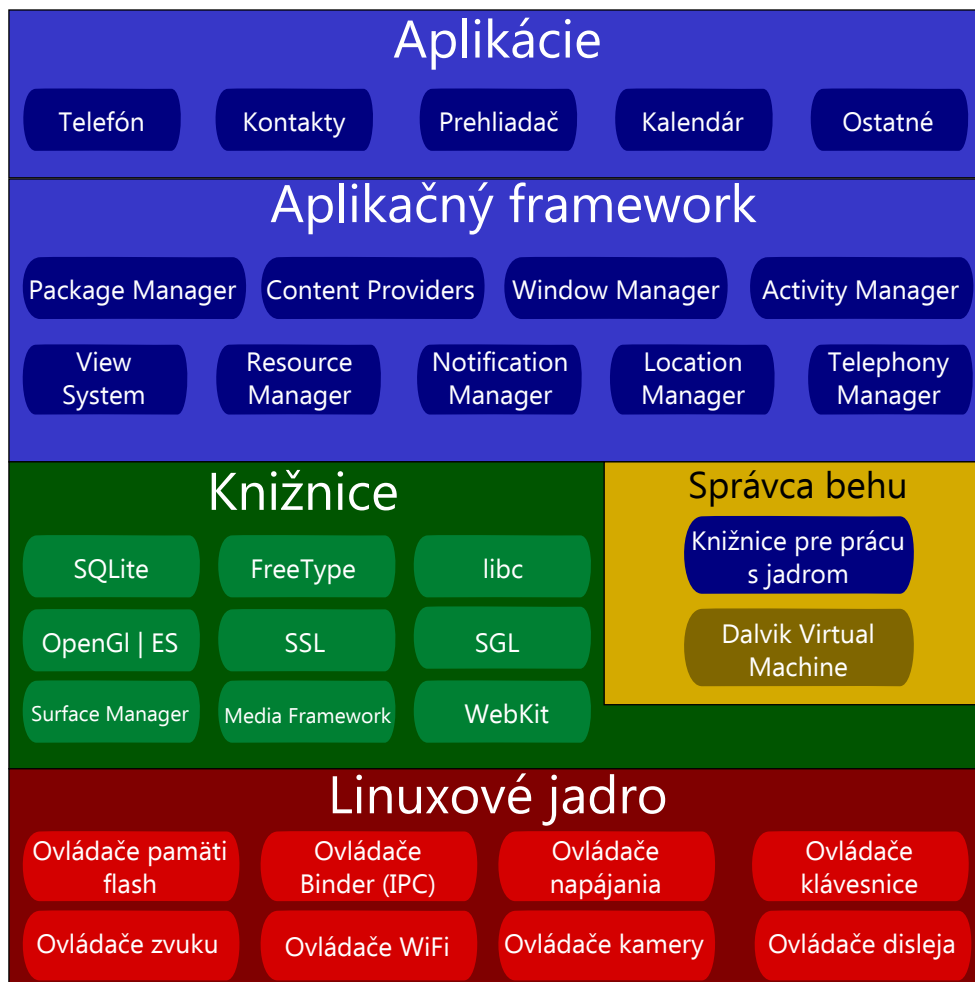 Aplikácie
Telefón
Kontakty
Prehliadač
Kalendár
Ostatné
Aplikačný framework
Package Manager
Content Providers
Window Manager
Activity Manager
View
System
Resource
Manager
Notification
Manager
Location
Manager
Telephony
Manager
Knižnice
SQLite
FreeType
libc
OpenGl | ES
SSL
SGL
Surface Manager
Media Framework
WebKit
Správca behu
Knižnice pre prácu
s jadrom
Dalvik Virtual
Machine
Linuxové jadro
Ovládače pamäti
flash
Ovládače
Binder (IPC)
Ovládače
napájania
Ovládače
klávesnice
Ovládače zvuku
Ovládače WiFi
Ovládače kamery
Ovládače disleja